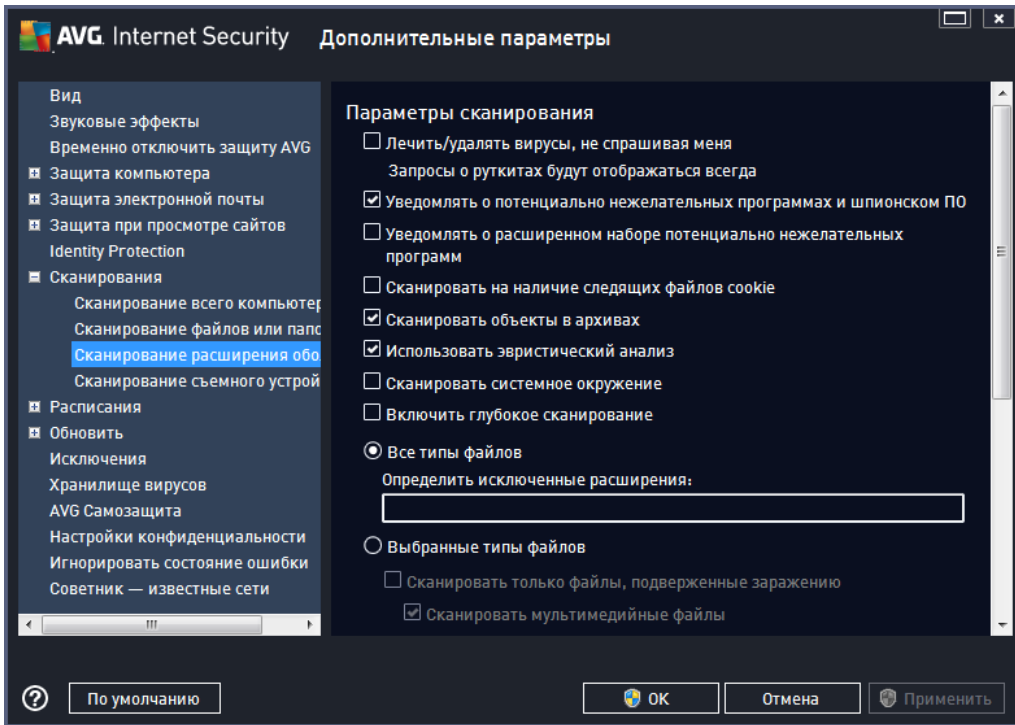 AVG. Internet Security Дополнительные параметры
Вид
Звуковые эффекты
Временно отключить защиту AVG
Защита компьютера
Защита электронной почты
Защита при просмотре сайтов
Identity Protection
Сканирования
Сканирование всего компьютер
Сканирование файлов или папо
Сканирование расширения обо
Сканирование съемного устрой
Расписания
Обновить
Исключения
Хранилище вирусов
AVG Самозащита
Настройки конфиденциальности
Игнорировать состояние ошибки
Советник — известные сети
Параметры сканирования
Лечить/удалять вирусы, не спрашивая меня
Запросы о руткитах будут отображаться всегда
Уведомлять о потенциально нежелательных программах и шпионском ПО
Уведомлять о расширенном наборе потенциально нежелательных
программ
Сканировать на наличие следящих файлов cookie
Сканировать объекты в архивах
Использовать эвристический анализ
Сканировать системное окружение
Включить глубокое сканирование
Все типы файлов
Определить исключенные расширения:
Выбранные типы файлов
Сканировать только файлы, подверженные заражению
Сканировать мультимедийные файлы
По умолчанию
OK
Отмена
Применить